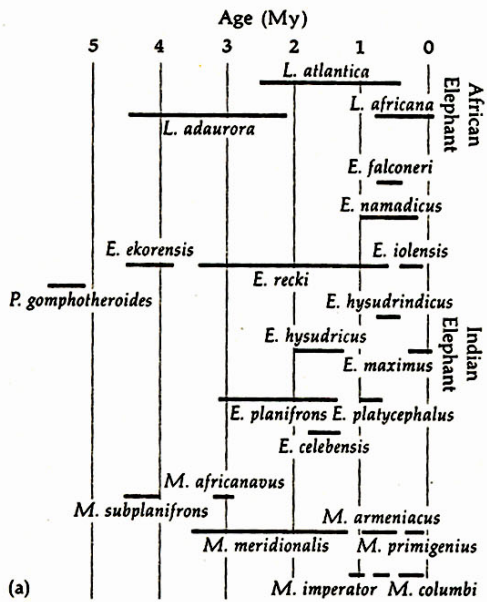 Age (My)
5 4 3 2 1 0
L. atlantica
L. africana
L. adaurora
African
Elephant
E. falconeri
E. namadicus
E. ekorensis
E. iolensis
E. recki
P. gomphotheroides
E. hysudrindicus
E. hysudricus
E. maximus
Indian
Elephant
E. planifrons E. platycephalus
E. celebensis
M. africanavus
M. subplanifrons
M. armeniacus
M. meridionalis M. primigenius
(a)
M. imperator M. columbi